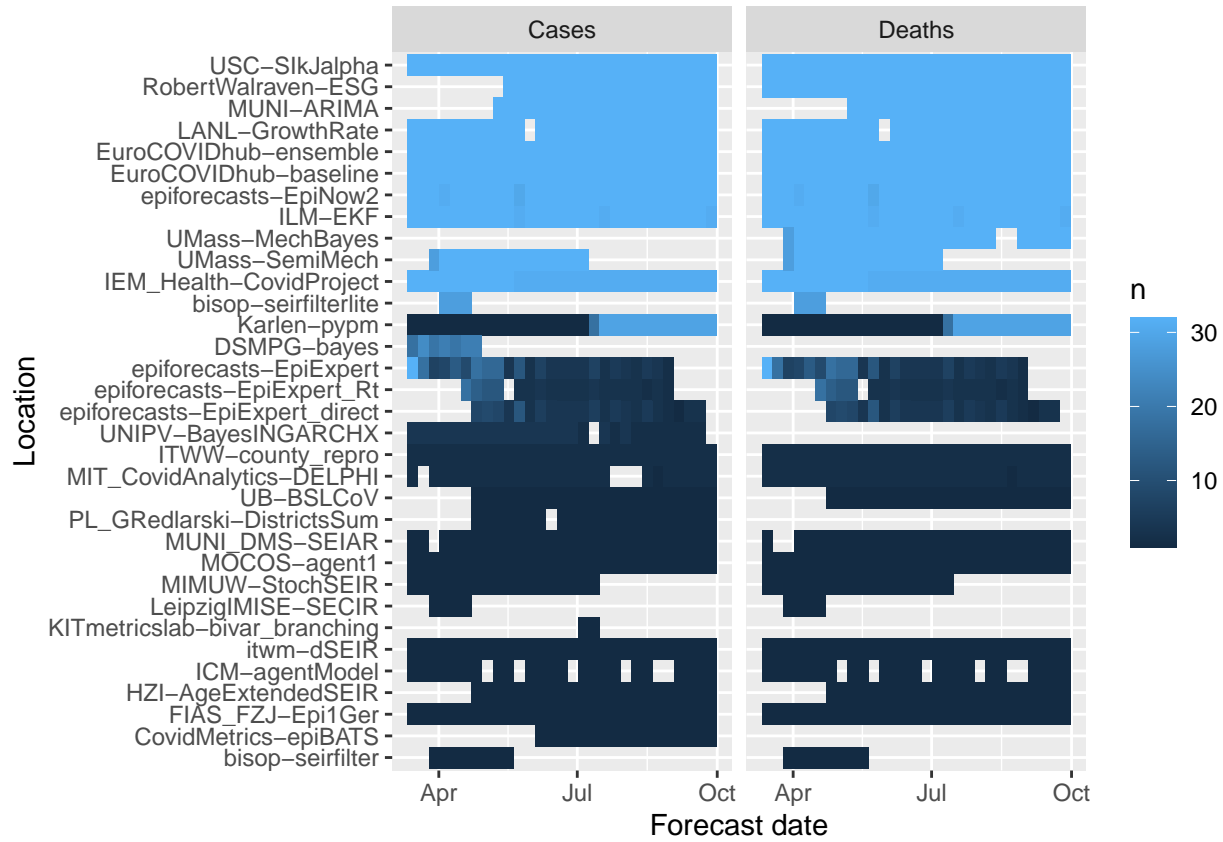 Cases
Deaths
USC−SIkJalpha
RobertWalraven−ESG
MUNI−ARIMA
LANL−GrowthRate
EuroCOVIDhub−ensemble
EuroCOVIDhub−baseline
epiforecasts−EpiNow2
ILM−EKF
UMass−MechBayes
UMass−SemiMech
IEM_Health−CovidProject
bisop−seirfilterlite
Karlen−pypm
DSMPG−bayes
epiforecasts−EpiExpert
epiforecasts−EpiExpert_Rt
epiforecasts−EpiExpert_direct
UNIPV−BayesINGARCHX
ITWW−county_repro
MIT_CovidAnalytics−DELPHI
UB−BSLCoV
PL_GRedlarski−DistrictsSum
MUNI_DMS−SEIAR
MOCOS−agent1
MIMUW−StochSEIR
LeipzigIMISE−SECIR
KITmetricslab−bivar_branching
itwm−dSEIR
ICM−agentModel
HZI−AgeExtendedSEIR
FIAS_FZJ−Epi1Ger
CovidMetrics−epiBATS
bisop−seirfilter
Location
Apr Jul Oct
Apr Jul Oct
Forecast date
n
30
20
10